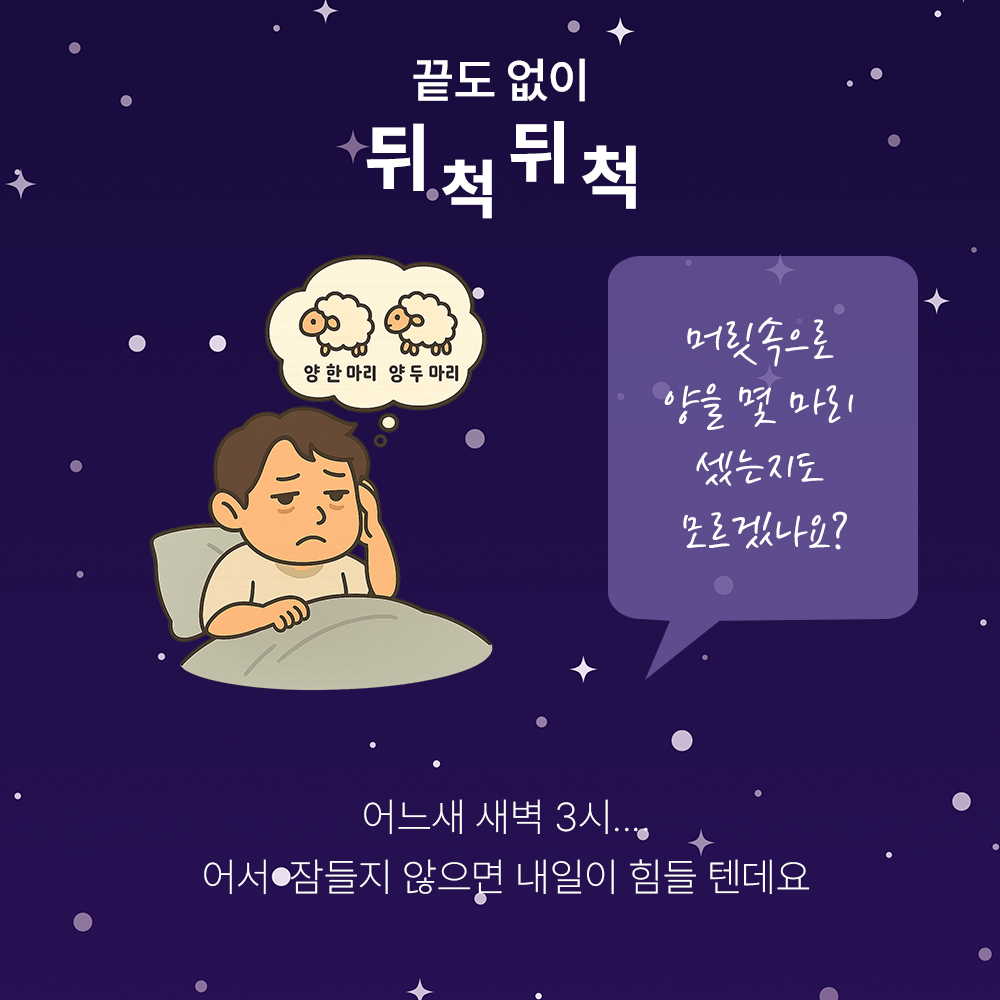 끝도 없이
뒤척뒤척
양 한 마리 양 두 마리
머릿속으로
양을 몇 마리
셌는지도
모르겠나요?
어느새 새벽 3시....
어서 잠들지 않으면 내일이 힘들 텐데요